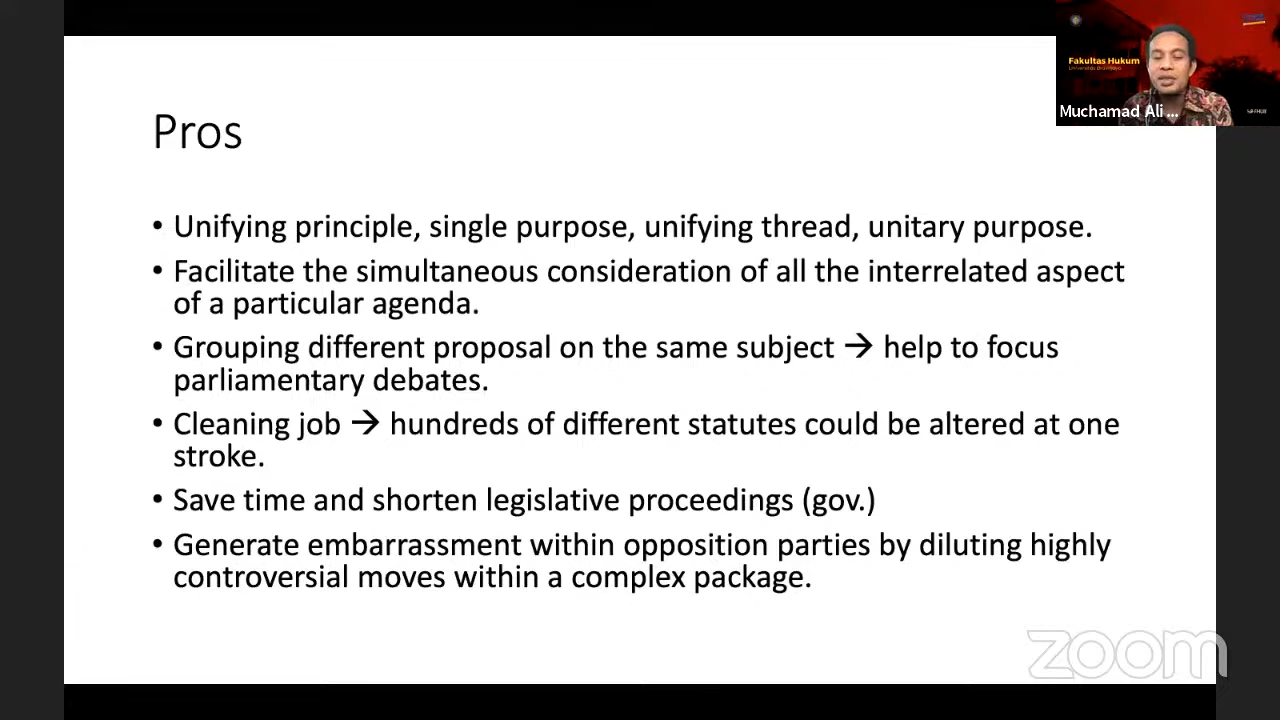 Fakultas Hukum
Muchamad Ali ...
Pros
• Unifying principle, single purpose, unifying thread, unitary purpose.
• Facilitate the simultaneous consideration of all the interrelated aspect
of a particular agenda.
• Grouping different proposal on the same subject → help to focus
parliamentary debates.
• Cleaning job → hundreds of different statutes could be altered at one
stroke.
• Save time and shorten legislative proceedings (gov.)
• Generate embarrassment within opposition parties by diluting highly
controversial moves within a complex package.
zoom